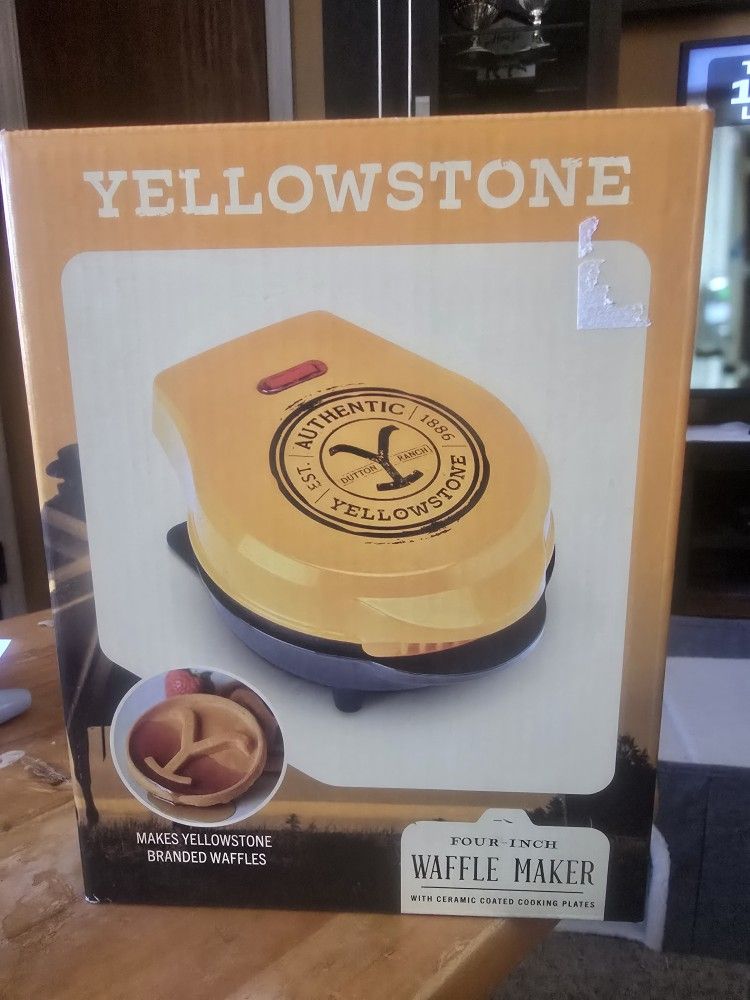 YELLOWSTONE
AUTHENTIC | 1886
EST.
DUTTON RANCH
Y
YELLOWSTONE
MAKES YELLOWSTONE
BRANDED WAFFLES
FOUR-INCH
WAFFLE MAKER
WITH CERAMIC COATED COOKING PLATES